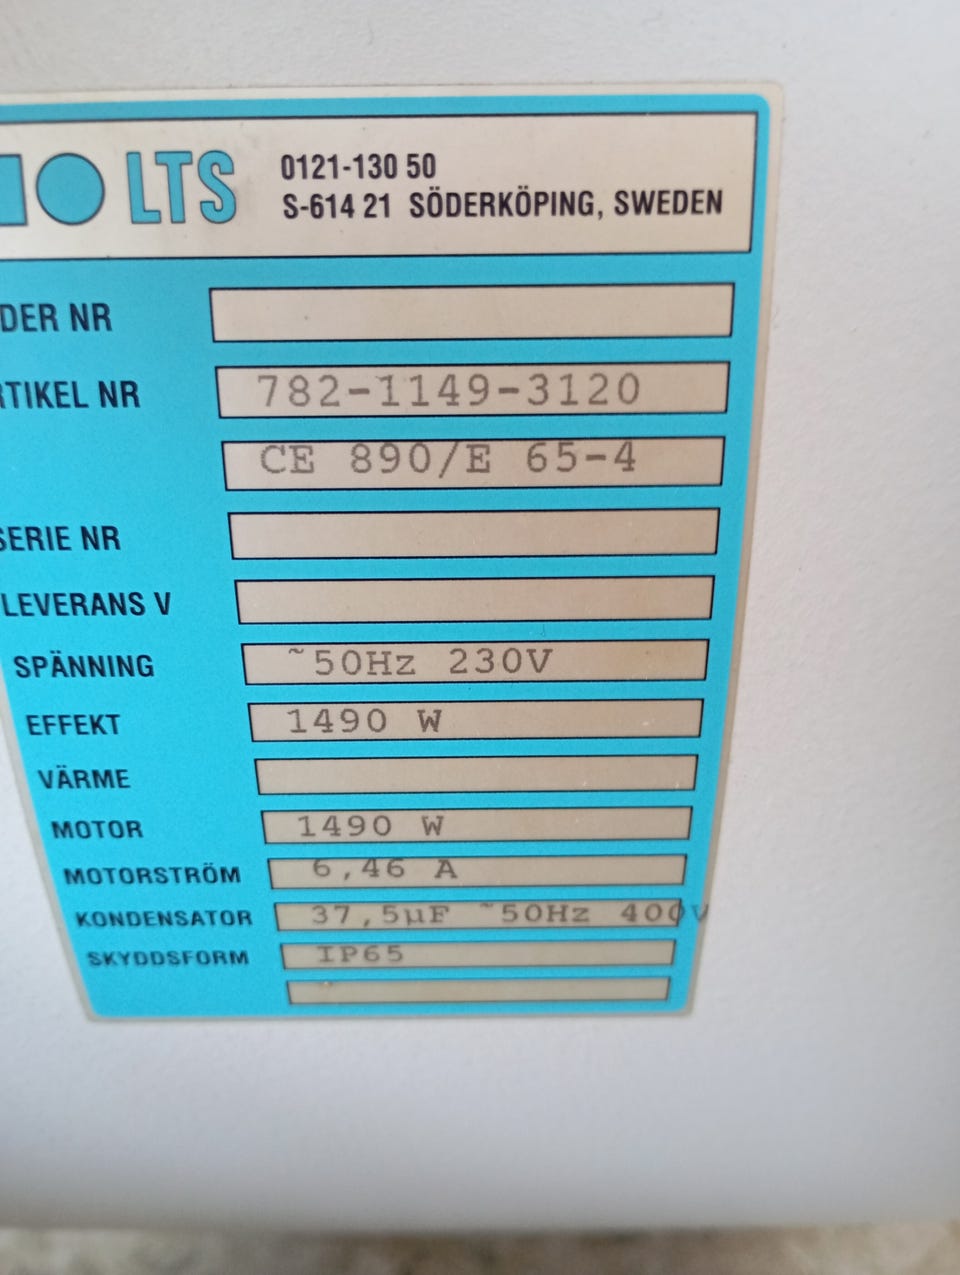 LTS
0121-130 50
S-614 21 SÖDERKÖPING, SWEDEN
DER NR
RTIKEL NR 782-1149-3120
CE 890/E 65-4
SERIE NR
LEVERANS V
SPÄNNING ~50Hz 230V
EFFEKT 1490 W
VÄRME
MOTOR 1490 W
MOTORSTRÖM 6,46 A
KONDENSATOR 37,5µF ~50Hz 400V
SKYDDSFORM IP65